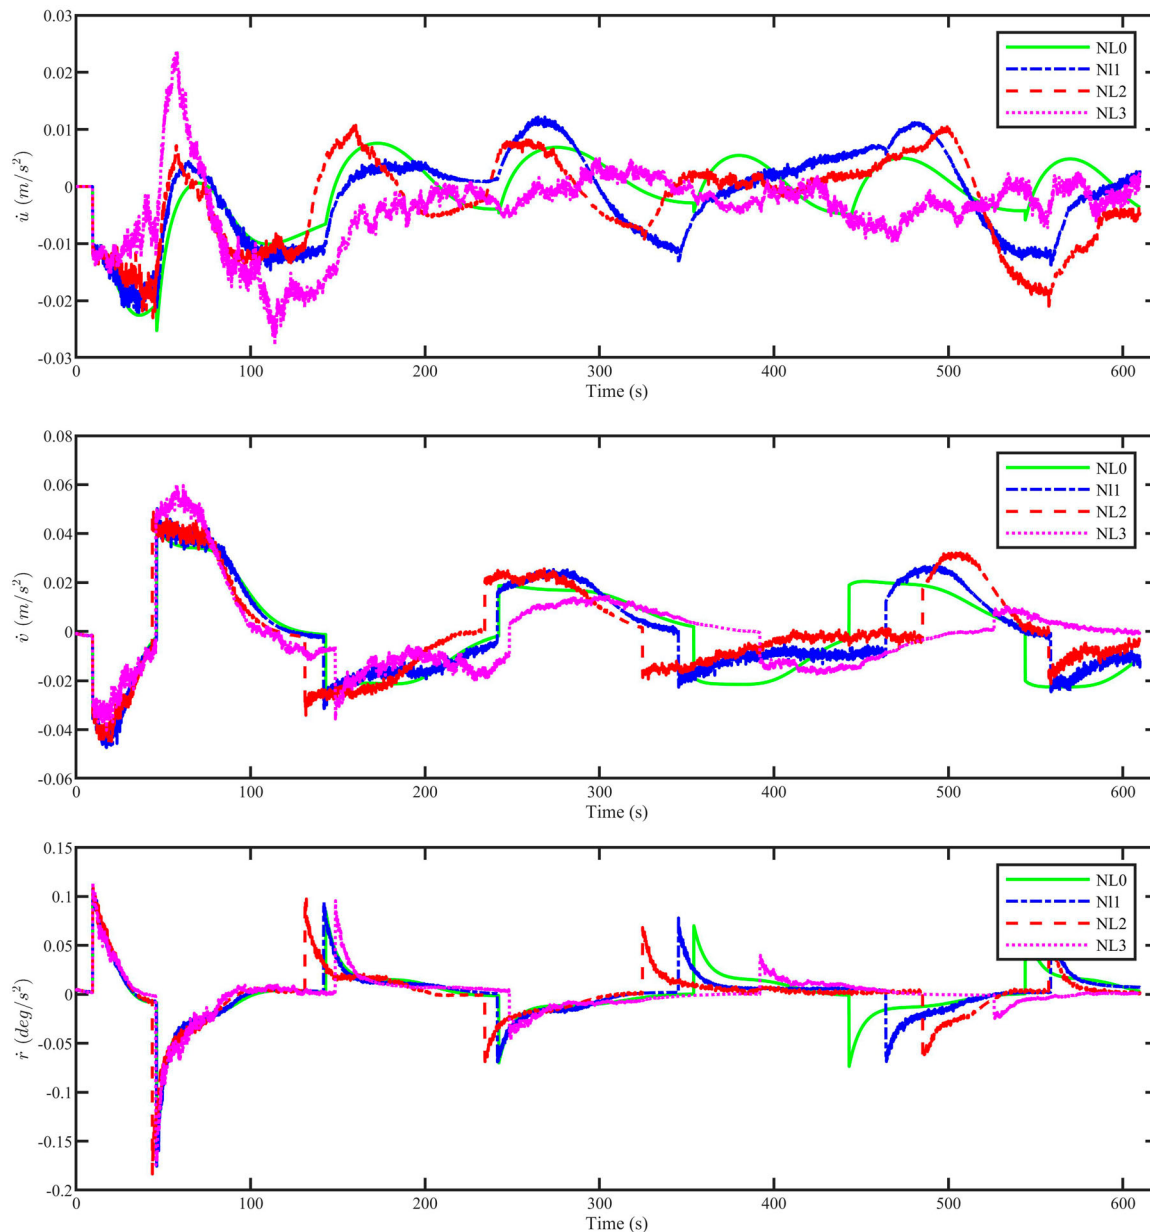 0.03
0.02
0.01
0
-0.01
-0.02
-0.03
u̇ (m/s²)
0 100 200 300 400 500 600
Time (s)
NL0
Nl1
NL2
NL3
0.08
0.06
0.04
0.02
0
-0.02
-0.04
-0.06
v̇ (m/s²)
0 100 200 300 400 500 600
Time (s)
NL0
Nl1
NL2
NL3
0.15
0.1
0.05
0
-0.05
-0.1
-0.15
-0.2
ṙ (deg/s²)
0 100 200 300 400 500 600
Time (s)
NL0
Nl1
NL2
NL3